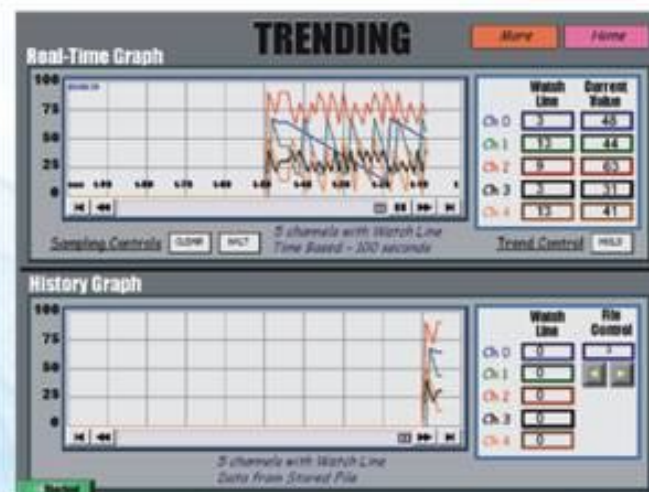 TRENDING
More
Home
Real-Time Graph
100
75
50
25
0
Watch Line
Current Value
Ch 0 3 48
Ch 1 13 44
Ch 2 9 63
Ch 3 3 31
Ch 4 13 41
Sampling Controls
CLEAR
HALT
5 channels with Watch Line
Time Based - 100 seconds
Trend Control
HOLD
History Graph
100
75
50
25
0
Watch Line
File Control
Ch 0 0
Ch 1 0
Ch 2 0
Ch 3 0
Ch 4 0
5 channels with Watch Line
Data from Stored File